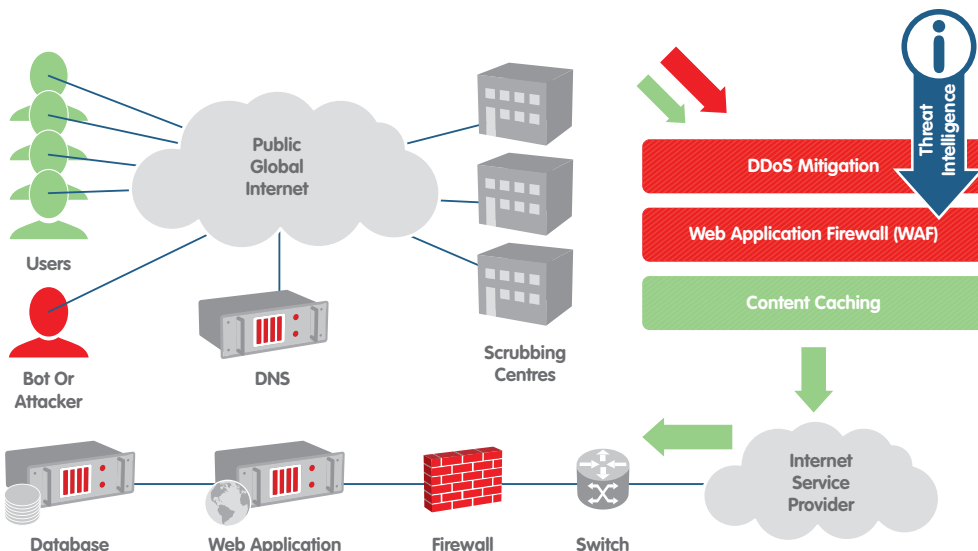 Public
Global
Internet
Threat
Intelligence
DDoS Mitigation
Web Application Firewall (WAF)
Content Caching
Users
Bot Or
Attacker
DNS
Scrubbing
Centres
Internet
Service
Provider
Database
Web Application
Firewall
Switch